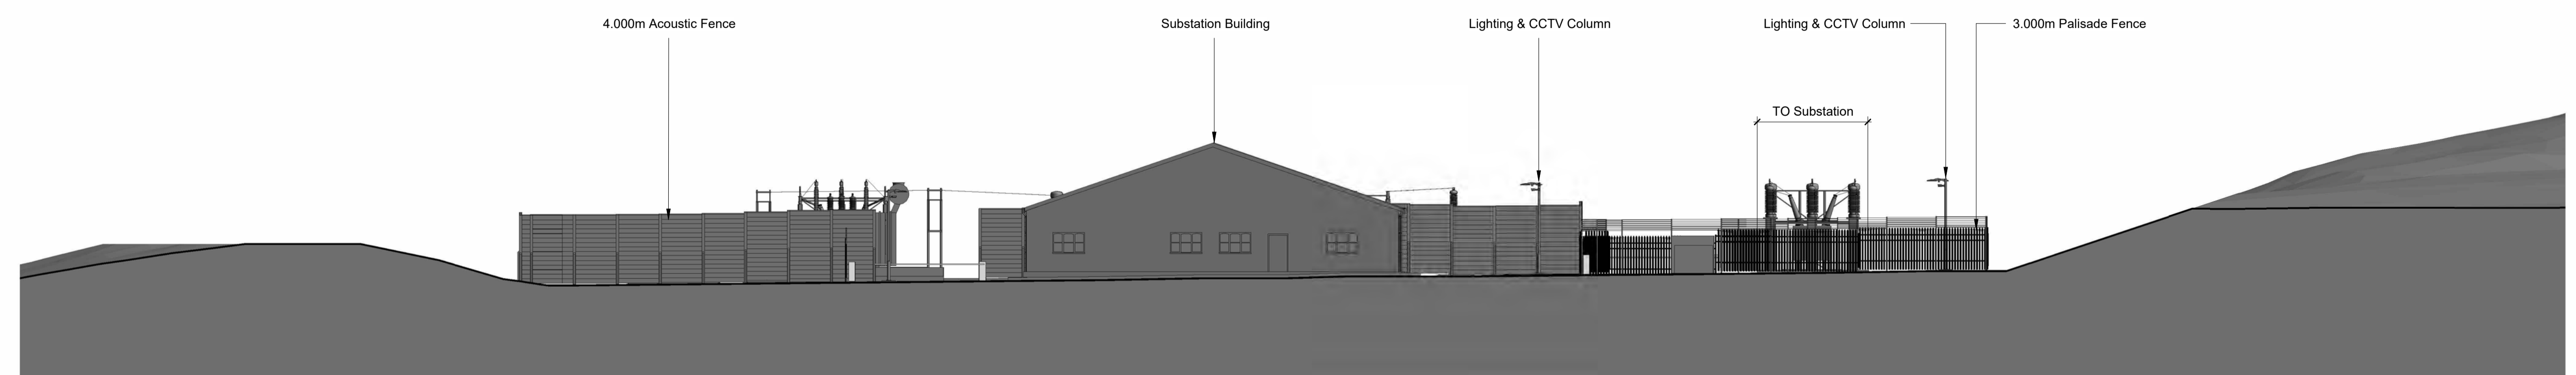 4.000m Acoustic Fence
Substation Building
Lighting & CCTV Column
Lighting & CCTV Column
3.000m Palisade Fence
TO Substation